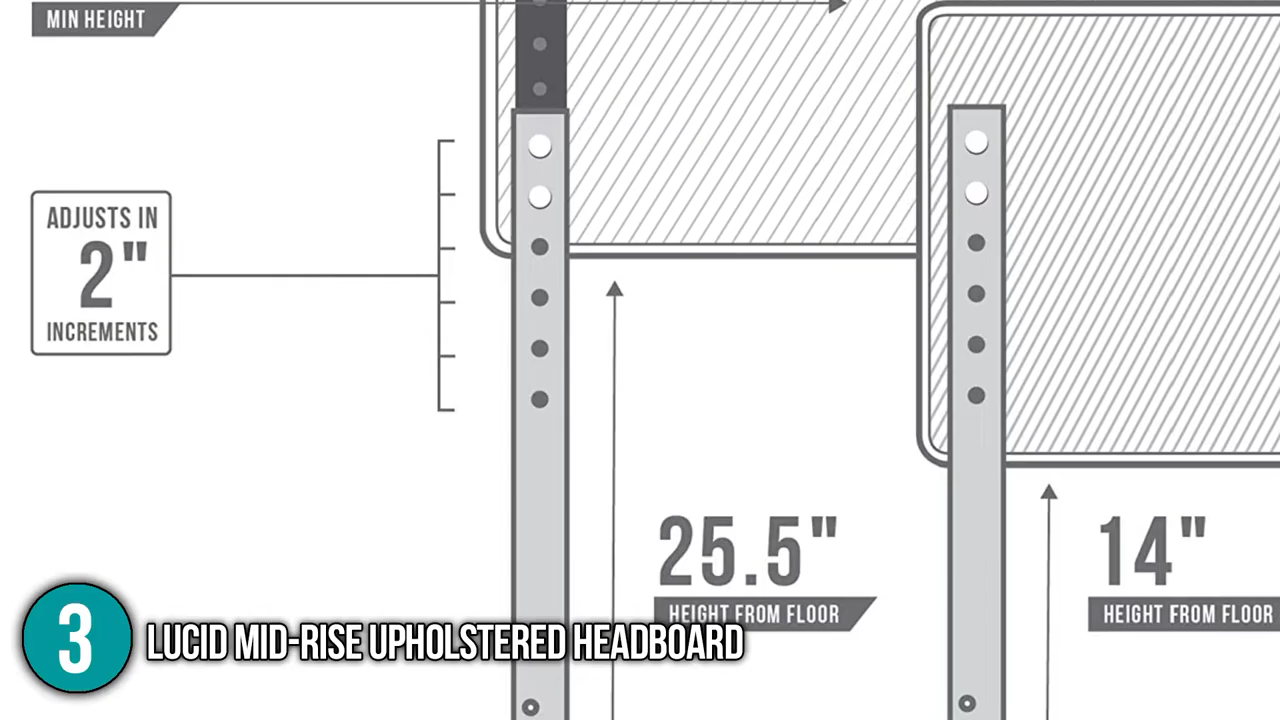 MIN HEIGHT
ADJUSTS IN
2"
INCREMENTS
25.5"
HEIGHT FROM FLOOR
14"
HEIGHT FROM FLOOR
3
LUCID MID-RISE UPHOLSTERED HEADBOARD